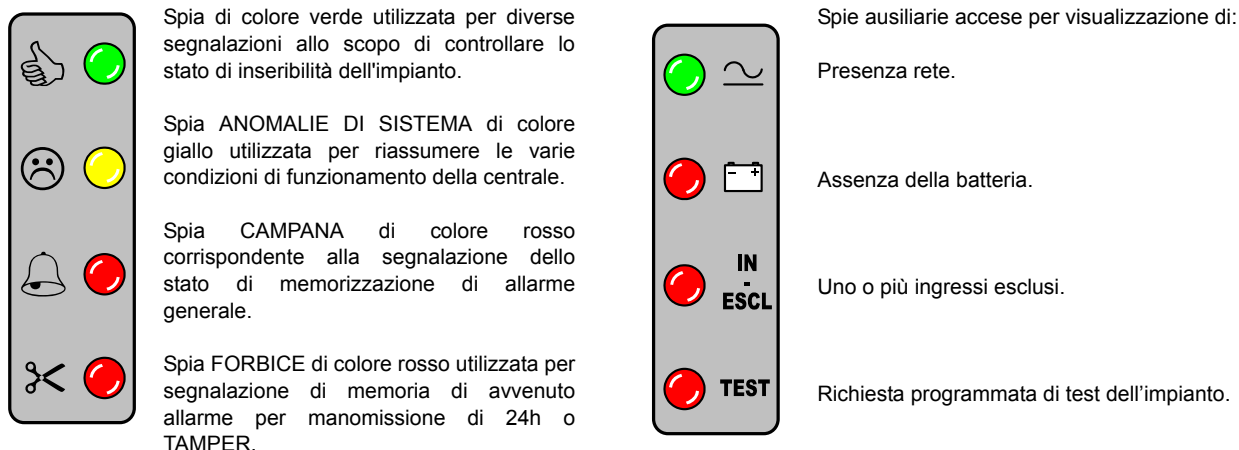 Spia di colore verde utilizzata per diverse
segnalazioni allo scopo di controllare lo
stato di inseribilità dell'impianto.
Spia ANOMALIE DI SISTEMA di colore
giallo utilizzata per riassumere le varie
condizioni di funzionamento della centrale.
Spia CAMPANA di colore rosso
corrispondente alla segnalazione dello
stato di memorizzazione di allarme
generale.
Spia FORBICE di colore rosso utilizzata per
segnalazione di memoria di avvenuto
allarme per manomissione di 24h o
TAMPER.
Spie ausiliarie accese per visualizzazione di:
Presenza rete.
- +
Assenza della batteria.
IN
-
ESCL
Uno o più ingressi esclusi.
TEST
Richiesta programmata di test dell’impianto.